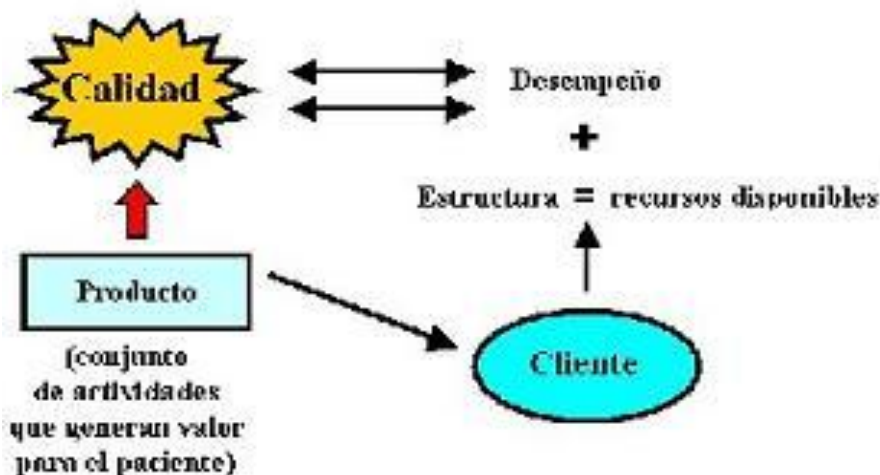 Calidad
Desempeño
+
Estructura = recursos disponibles
Producto
(conjunto
de actividades
que generan valor
para el paciente)
Cliente